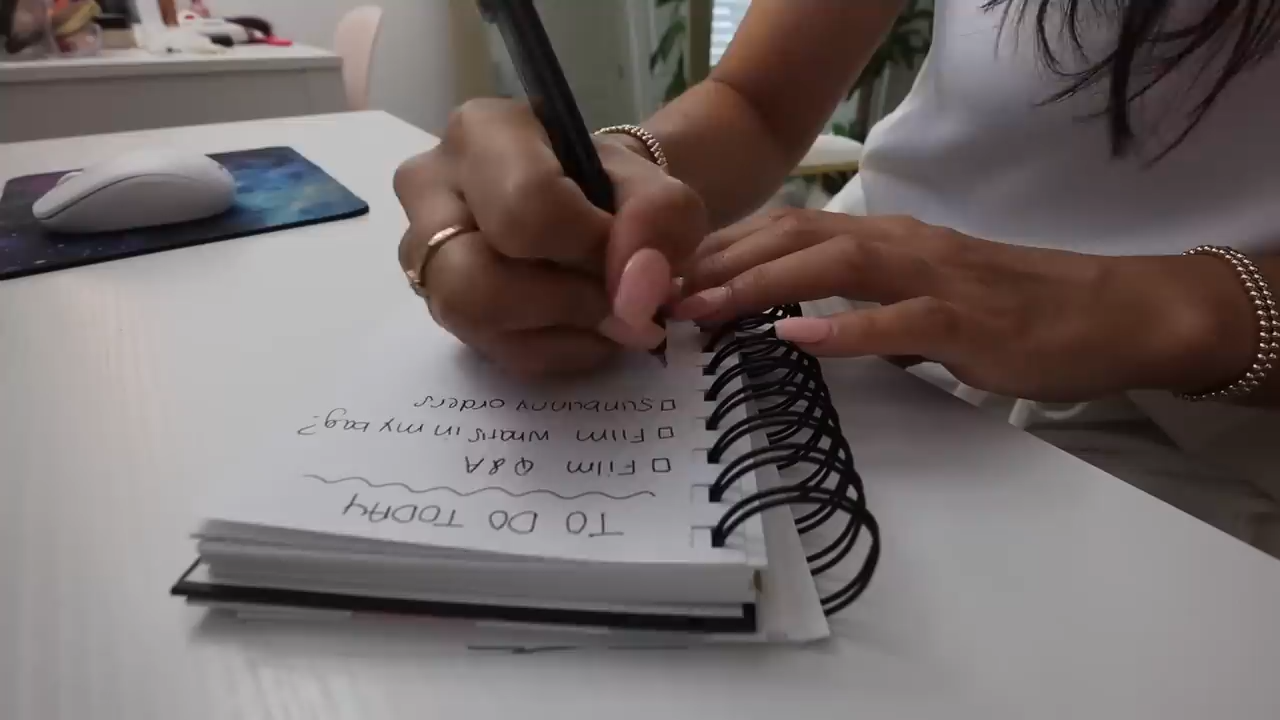 TO DO TODAY
□ Film Q&A
□ Film what's in my bag?
□ Sunbunny orders